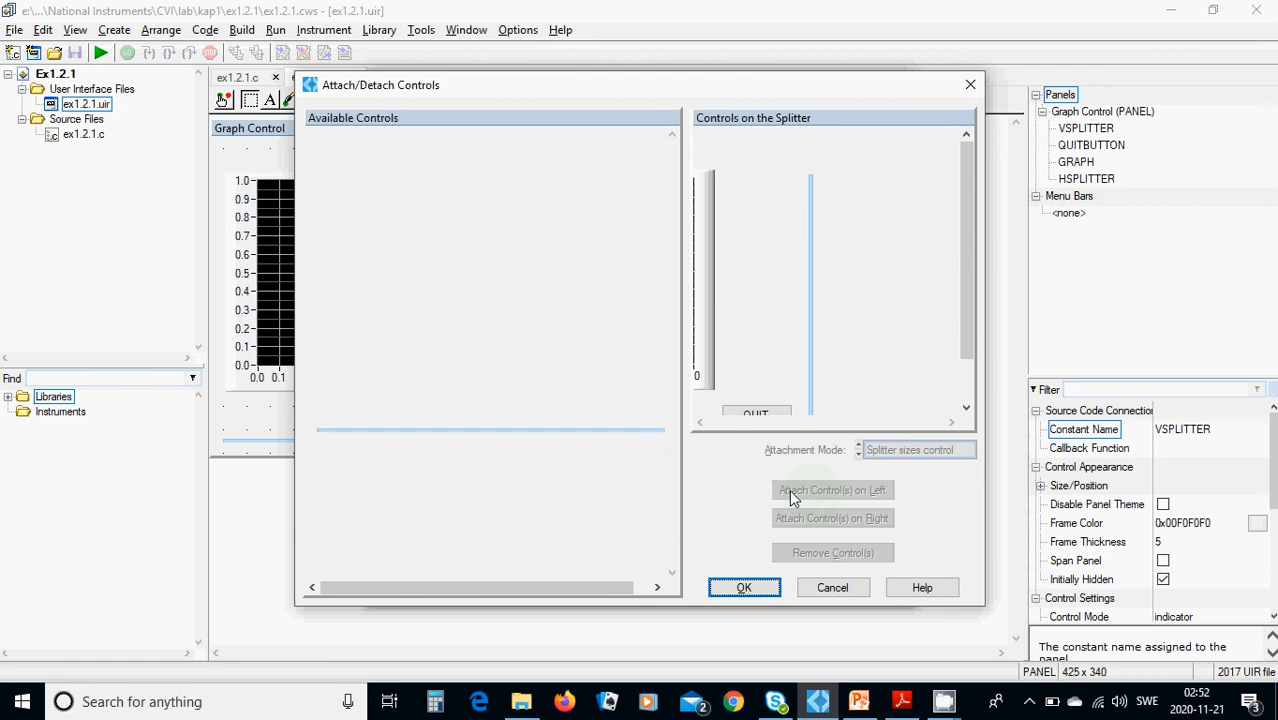 e:\...\National Instruments\CVI\lab\kap1\ex1.2.1\ex1.2.1.cws - [ex1.2.1.uir]
File Edit View Create Arrange Code Build Run Instrument Library Tools Window Options Help
Ex1.2.1
User Interface Files
ex1.2.1.uir
Source Files
ex1.2.1.c
Find
Libraries
Instruments
ex1.2.1.c
Graph Control
1.0
0.9
0.8
0.7
0.6
0.5
0.4
0.3
0.2
0.1
0.0
0.0 0.1
Attach/Detach Controls
Available Controls
Controls on the Splitter
0
QUIT
Attachment Mode: Splitter sizes control
Attach Control(s) on Left
Attach Control(s) on Right
Remove Control(s)
OK Cancel Help
Panels
Graph Control (PANEL)
VSPLITTER
QUITBUTTON
GRAPH
HSPLITTER
Menu Bars
<none>
Filter
Source Code Connection
Constant Name VSPLITTER
Callback Function
Control Appearance
Size/Position
Disable Panel Theme
Frame Color 0x00F0F0F0
Frame Thickness 5
Span Panel
Initially Hidden
Control Settings
Control Mode indicator
The constant name assigned to the
panel
PANEL 425 x 340 2017 UIR file
Search for anything
2
SWE
02:52
2020-11-21
3